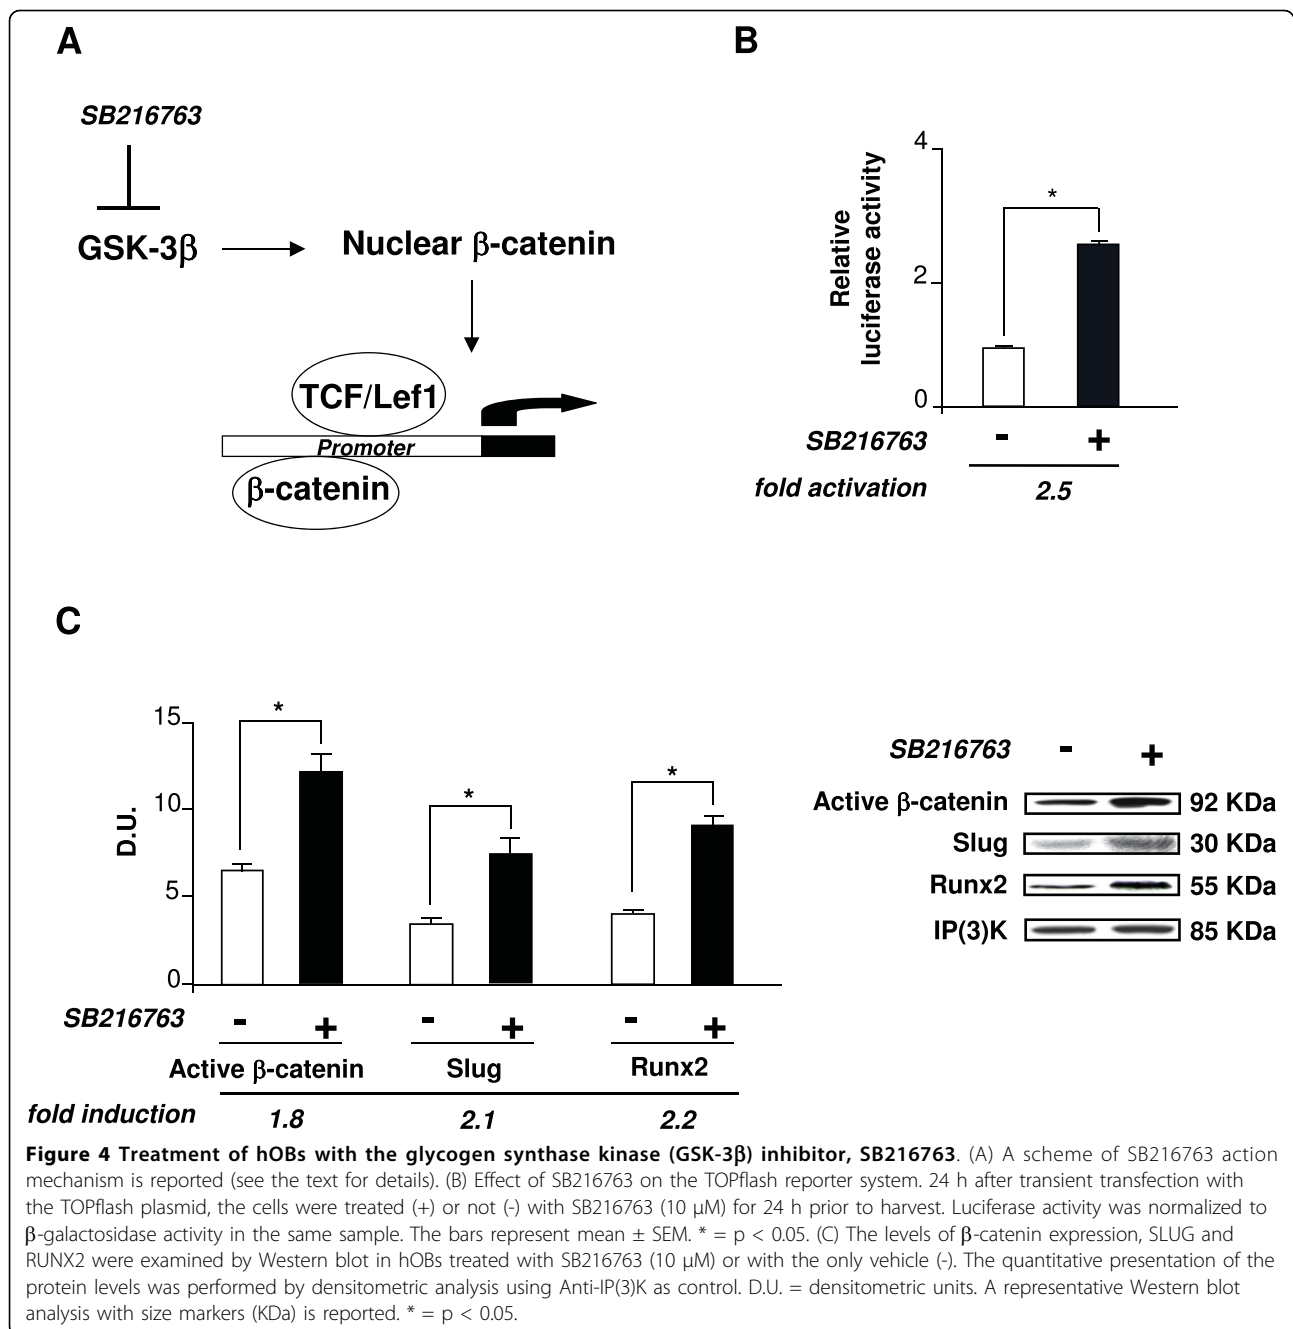 A
SB216763
GSK-3β
Nuclear β-catenin
TCF/Lef1
Promoter
β-catenin
B
Relative
luciferase activity
4
2
0
*
SB216763 - +
fold activation 2.5
C
D.U.
15
10
5
0
* * *
SB216763 - + - + - +
Active β-catenin Slug Runx2
fold induction 1.8 2.1 2.2
SB216763 - +
Active β-catenin 92 KDa
Slug 30 KDa
Runx2 55 KDa
IP(3)K 85 KDa
Figure 4 Treatment of hOBs with the glycogen synthase kinase (GSK-3β) inhibitor, SB216763. (A) A scheme of SB216763 action
mechanism is reported (see the text for details). (B) Effect of SB216763 on the TOPflash reporter system. 24 h after transient transfection with
the TOPflash plasmid, the cells were treated (+) or not (-) with SB216763 (10 μM) for 24 h prior to harvest. Luciferase activity was normalized to
β-galactosidase activity in the same sample. The bars represent mean ± SEM. * = p < 0.05. (C) The levels of β-catenin expression, SLUG and
RUNX2 were examined by Western blot in hOBs treated with SB216763 (10 μM) or with the only vehicle (-). The quantitative presentation of the
protein levels was performed by densitometric analysis using Anti-IP(3)K as control. D.U. = densitometric units. A representative Western blot
analysis with size markers (KDa) is reported. * = p < 0.05.